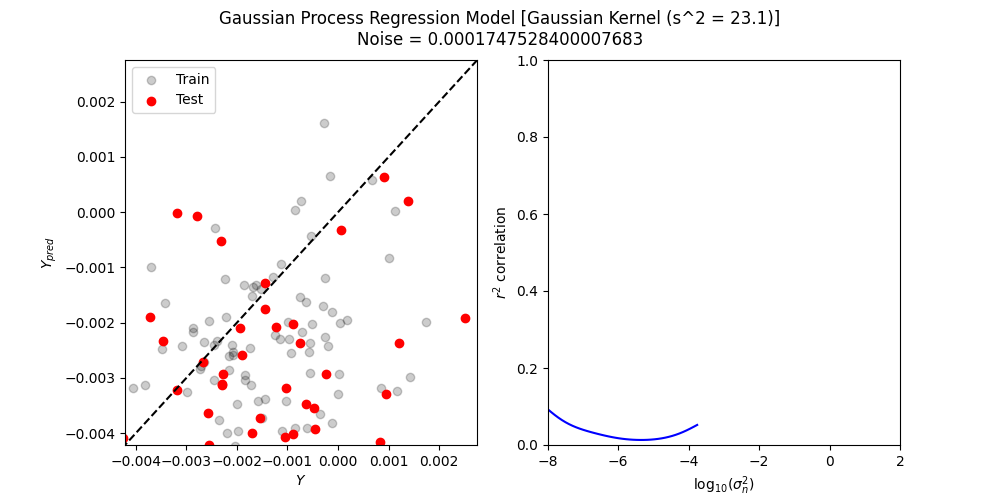 Gaussian Process Regression Model [Gaussian Kernel (s^2 = 23.1)]
Noise = 0.0001747528400007683
Train
Test
0.002
0.001
0.000
−0.001
−0.002
−0.003
−0.004
Y_pred
−0.004 −0.003 −0.002 −0.001 0.000 0.001 0.002
Y
1.0
0.8
0.6
0.4
0.2
0.0
r² correlation
−8 −6 −4 −2 0 2
log₁₀(σₙ²)